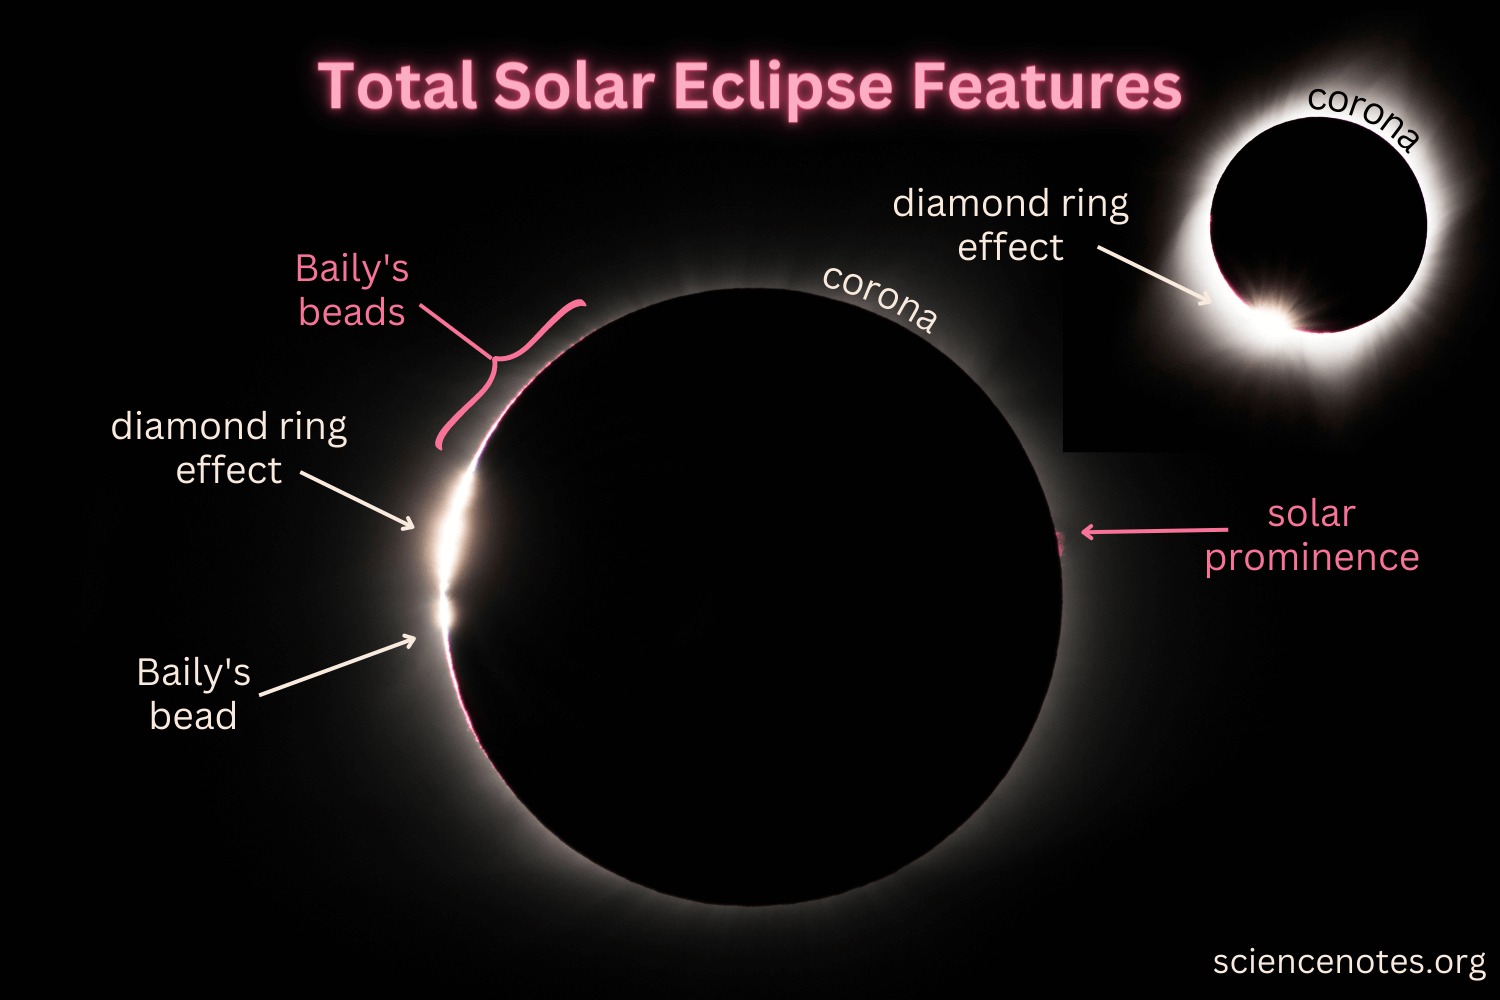 Total Solar Eclipse Features
corona
diamond ring
effect
Baily's
beads
corona
diamond ring
effect
solar
prominence
Baily's
bead
sciencenotes.org